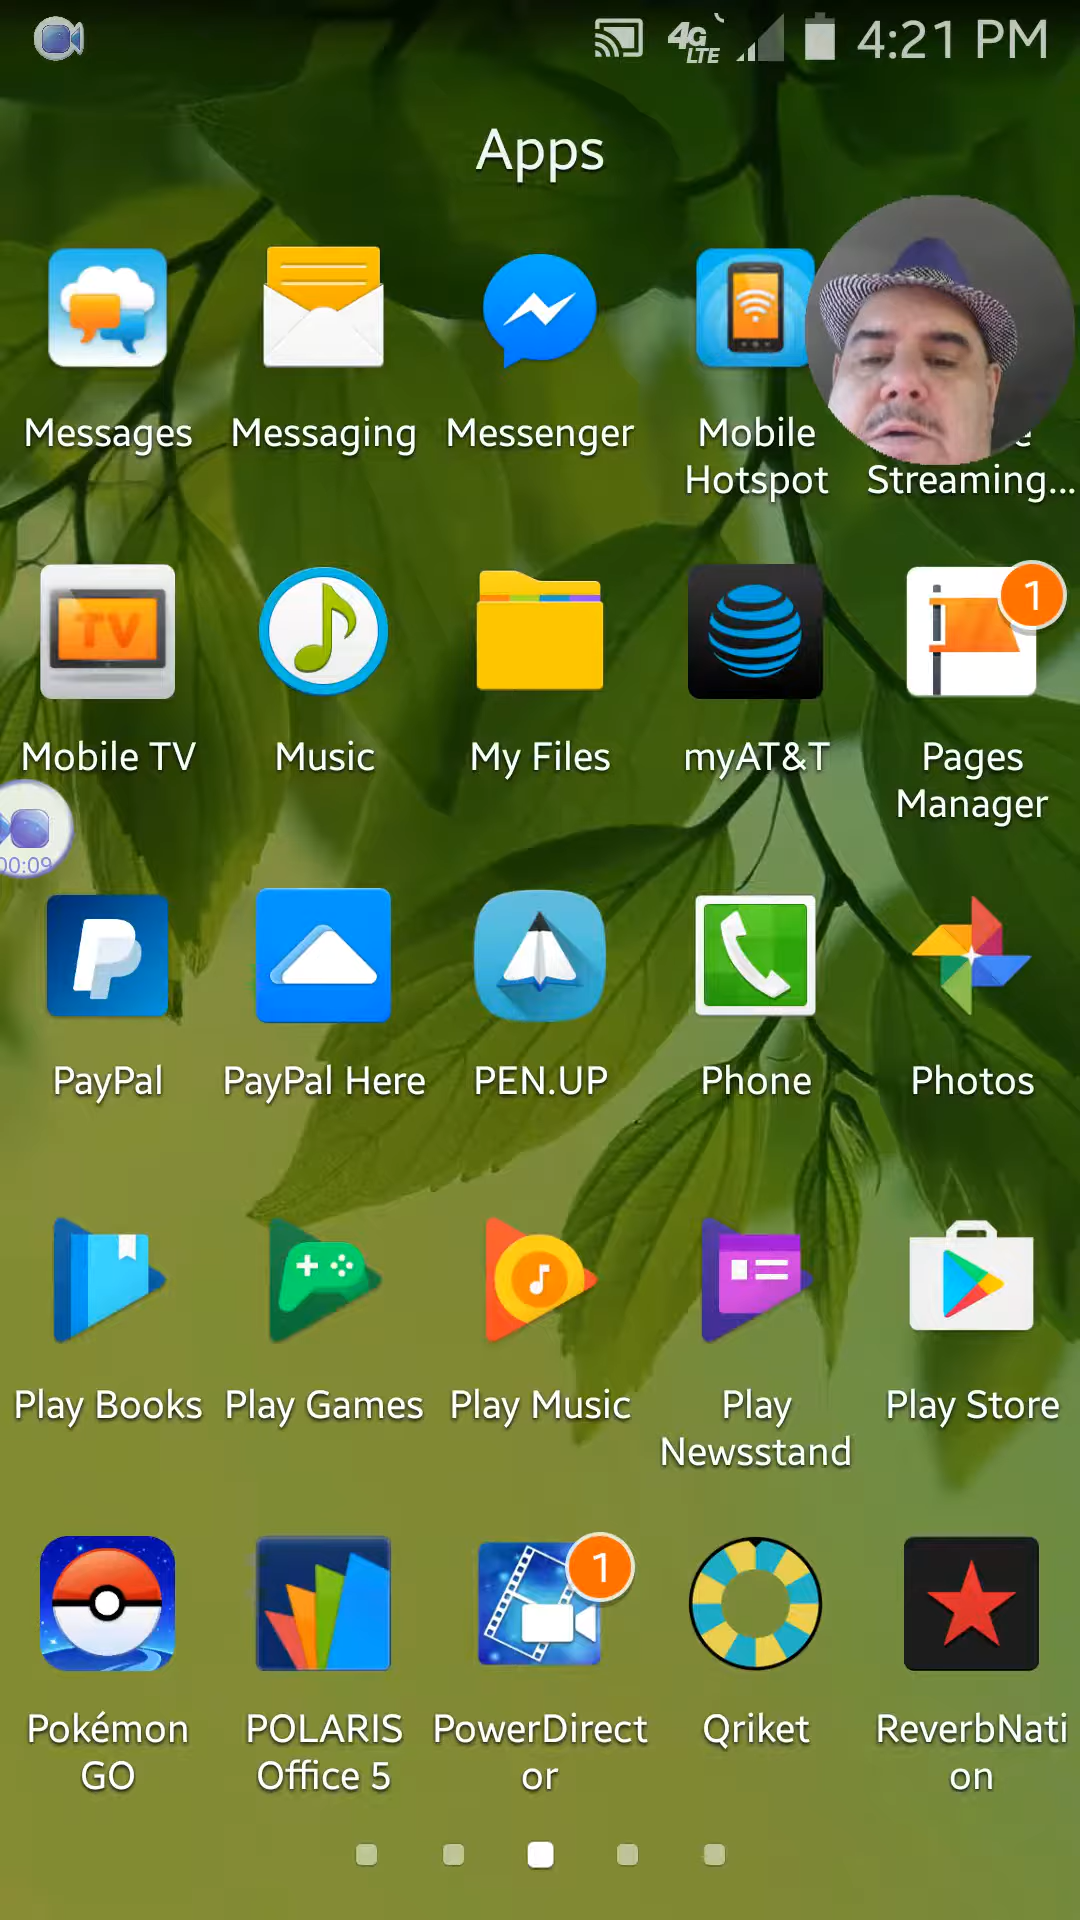 4G LTE 4:21 PM
Apps
Messages Messaging Messenger Mobile
Hotspot Streaming...
TV 1
Mobile TV Music My Files myAT&T Pages
Manager
00:09
PayPal PayPal Here PEN.UP Phone Photos
Play Books Play Games Play Music Play Play Store
Newsstand
1
Pokémon POLARIS PowerDirect Qriket ReverbNati
GO Office 5 or on